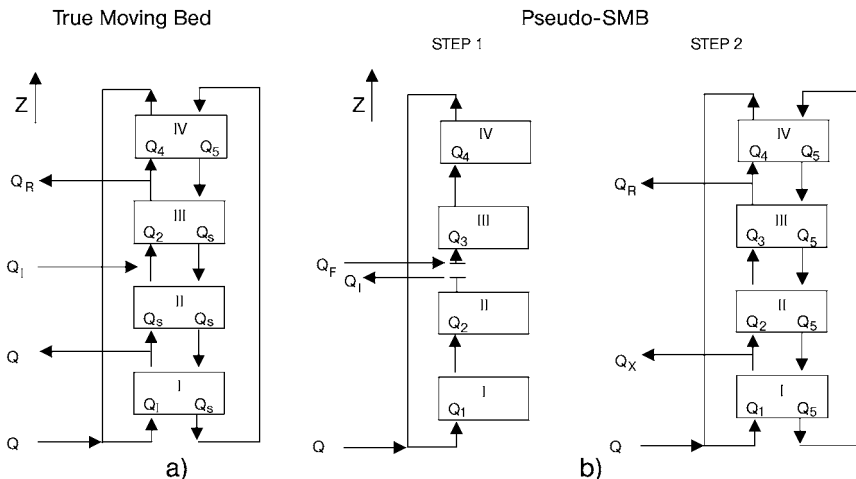 True Moving Bed
Z
IV
Q4 Q5
QR
III
Q2 Qs
QI
II
Qs Qs
Q
I
QI Qs
Q
a)
Pseudo-SMB
STEP 1
Z
IV
Q4
III
Q3
QF
QI
II
Q2
I
Q1
Q
STEP 2
IV
Q4 Q5
QR
III
Q3 Q5
II
Q2 Q5
QX
I
Q1 Q5
Q
b)